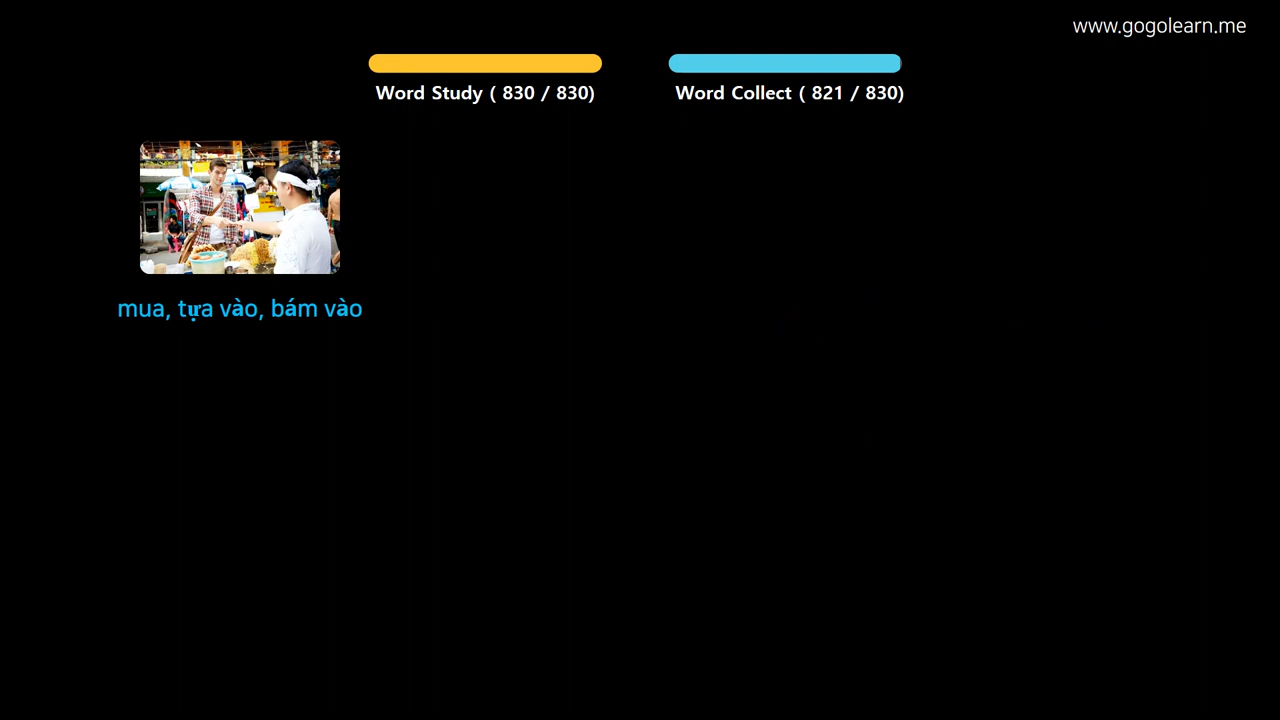 www.gogolearn.me
Word Study ( 830 / 830)
Word Collect ( 821 / 830)
mua, tựa vào, bám vào